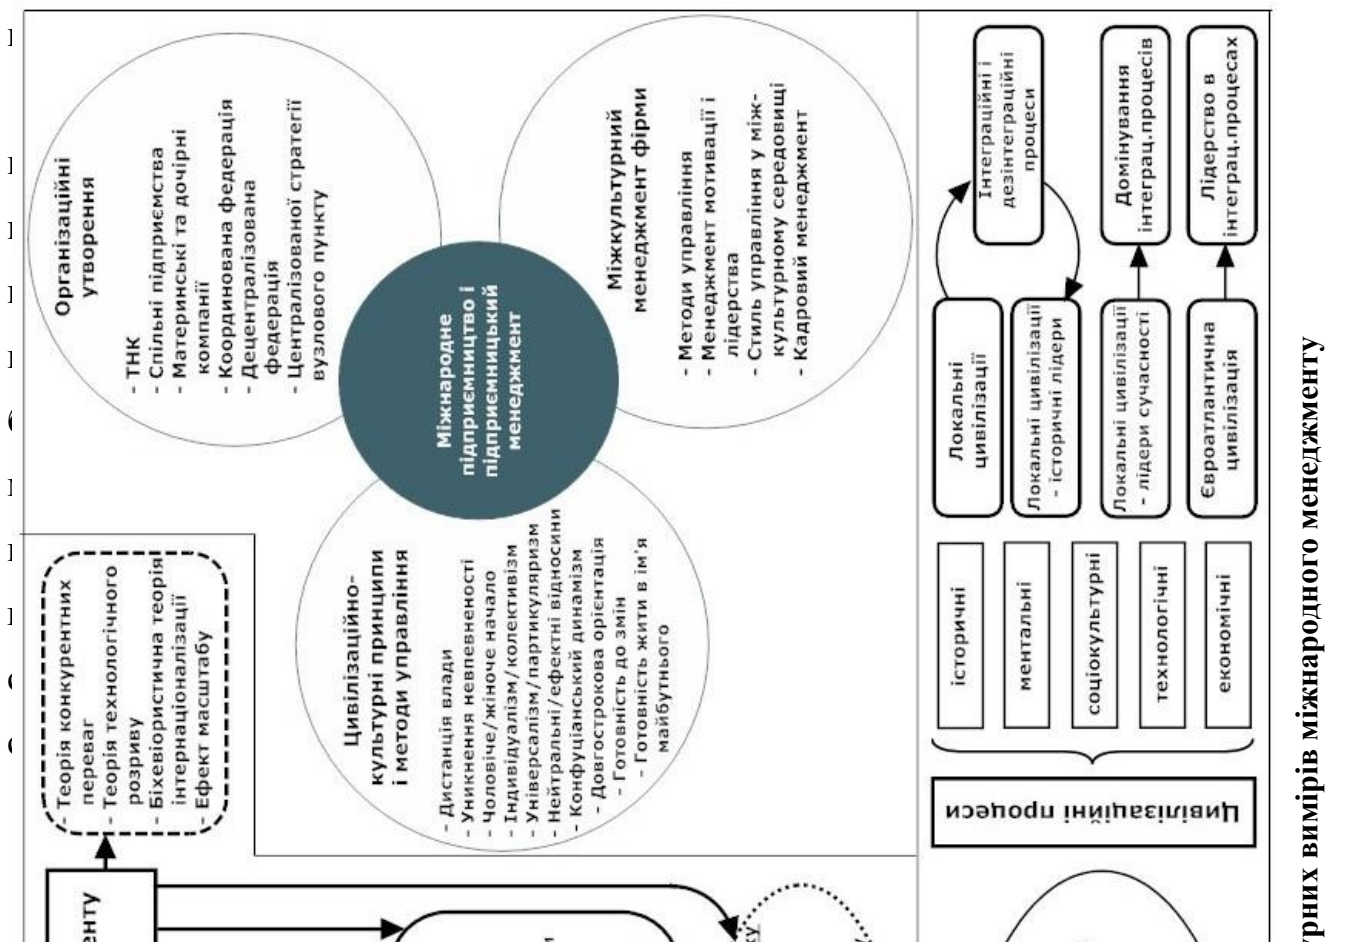 Організаційні
утворення
- ТНК
- Спільні підприємства
- Материнські та дочірні
компанії
- Координована федерація
- Децентралізована
федерація
- Централізованої стратегії
вузлового пункту
Міжкультурний
менеджмент фірми
- Методи управління
- Менеджмент мотивації і
лідерства
- Стиль управління у між-
культурному середовищі
- Кадровий менеджмент
Міжнародне
підприємництво і
підприємницький
менеджмент
Цивілізаційно-
культурні принципи
і методи управління
- Дистанція влади
- Уникнення невпевненості
- Чоловіче/жіноче начало
- Індивідуалізм/колективізм
- Універсалізм/партикуляризм
- Нейтральні/ефектні відносини
- Конфуціанський динамізм
- Довгострокова орієнтація
- Готовність до змін
- Готовність жити в ім'я
майбутнього
- Теорія конкурентних
переваг
- Теорія технологічного
розриву
- Біхевіористична теорія
інтернаціоналізації
- Ефект масштабу
енту
Інтеграційні і
дезінтеграційні
процеси
Домінування
інтеграц.процесів
Лідерство в
інтеграц.процесах
Локальні
цивілізації
Локальні цивілізації
- історичні лідери
Локальні цивілізації
- лідери сучасності
Євроатлантична
цивілізація
історичні
ментальні
соціокультурні
технологічні
економічні
Цивілізаційні процеси
урних вимірів міжнародного менеджменту